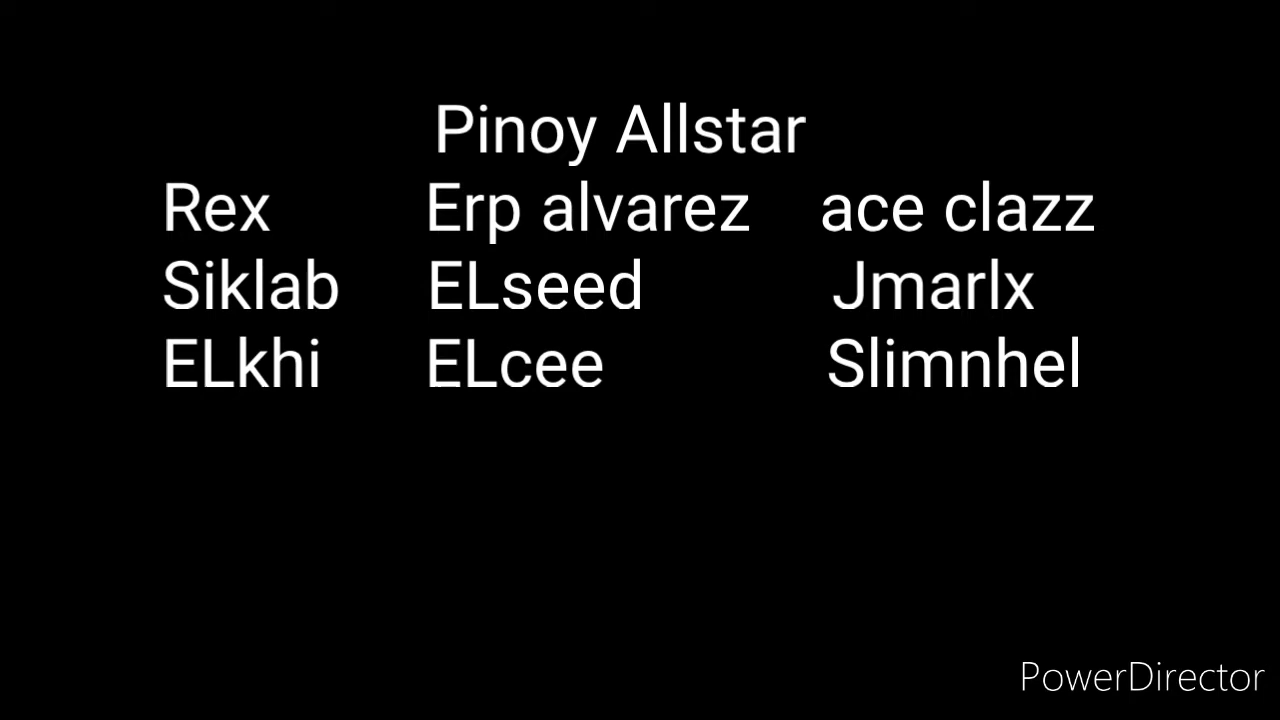 Pinoy Allstar
Rex Erp alvarez ace clazz
Siklab ELseed Jmarlx
ELkhi ELcee Slimnhel
PowerDirector